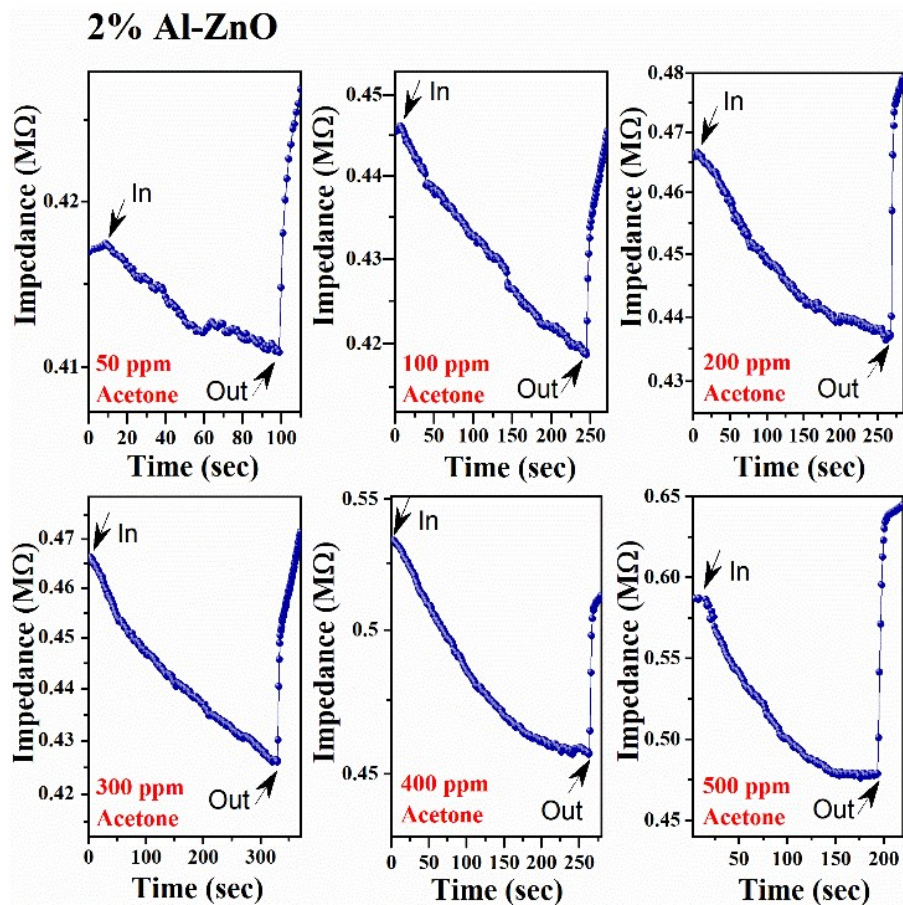 2% Al-ZnO
Impedance (MΩ)
0.42
0.41
In
Out
50 ppm
Acetone
0 20 40 60 80 100
Time (sec)
Impedance (MΩ)
0.45
0.44
0.43
0.42
In
Out
100 ppm
Acetone
0 50 100 150 200 250
Time (sec)
Impedance (MΩ)
0.48
0.47
0.46
0.45
0.44
0.43
In
Out
200 ppm
Acetone
0 50 100 150 200 250
Time (sec)
Impedance (MΩ)
0.47
0.46
0.45
0.44
0.43
0.42
In
Out
300 ppm
Acetone
0 100 200 300
Time (sec)
Impedance (MΩ)
0.55
0.5
0.45
In
Out
400 ppm
Acetone
0 50 100 150 200 250
Time (sec)
Impedance (MΩ)
0.65
0.60
0.55
0.50
0.45
In
Out
500 ppm
Acetone
50 100 150 200
Time (sec)